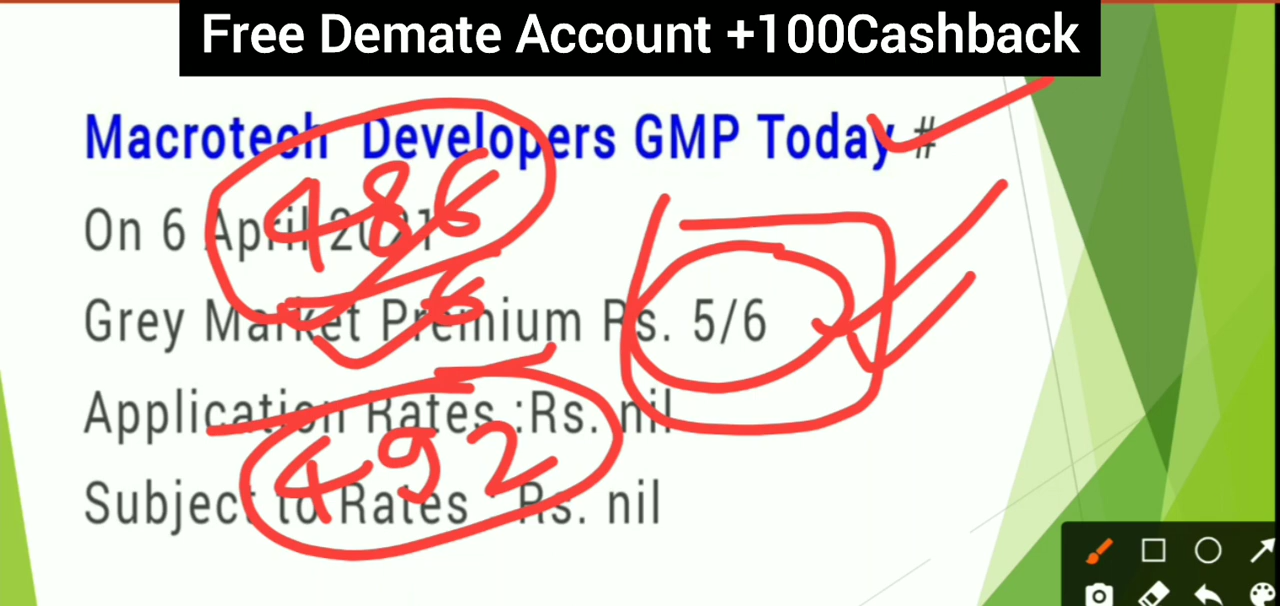 Free Demate Account +100Cashback
Macrotech Developers GMP Today #
486
On 6 April 2021
6
Grey Market Premium Rs. 5/6
Application Rates :Rs. nil
492
Subject to Rates : Rs. nil